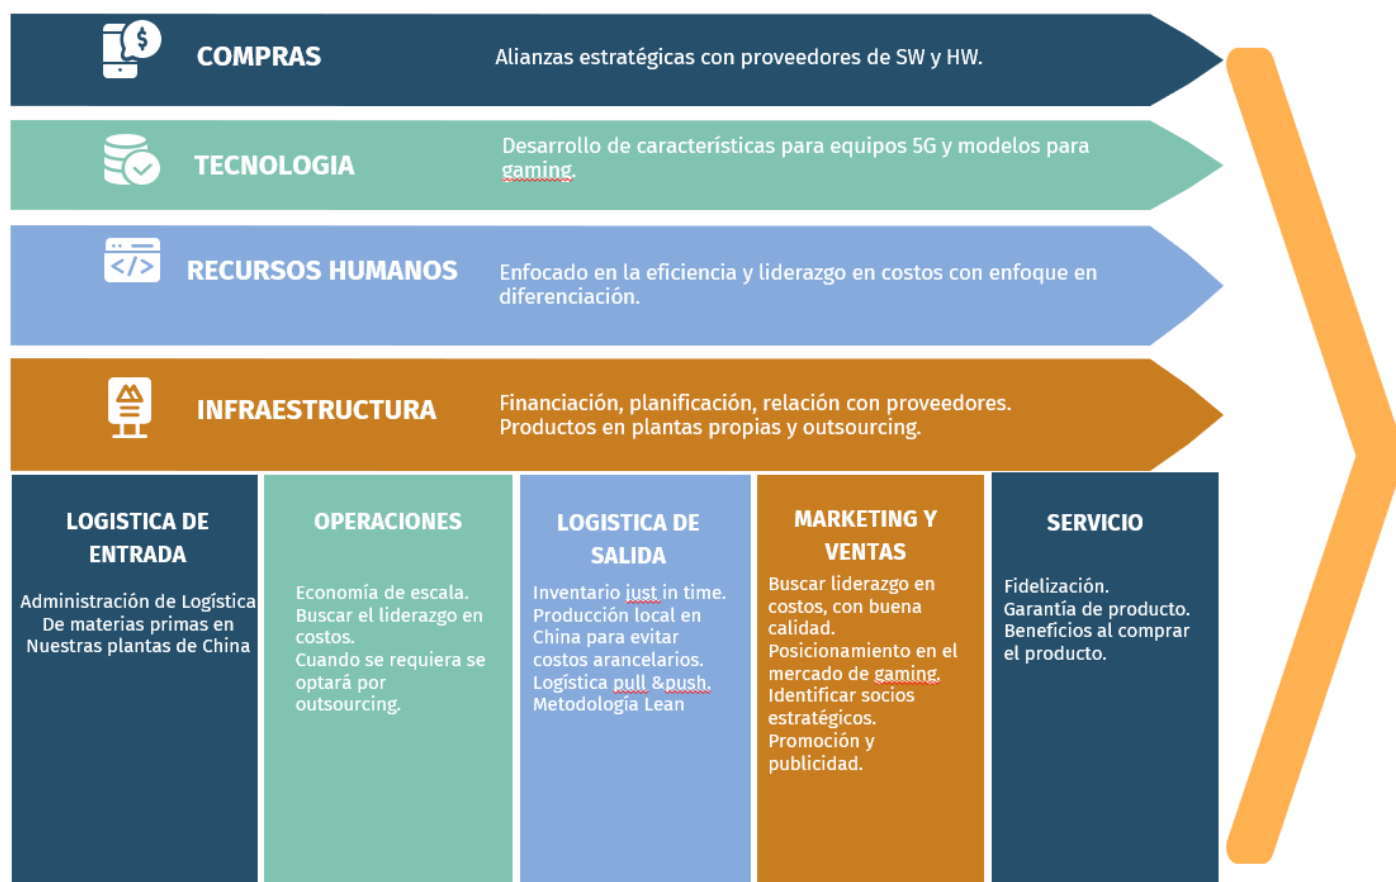 COMPRAS
Alianzas estratégicas con proveedores de SW y HW.
TECNOLOGIA
Desarrollo de características para equipos 5G y modelos para
gaming.
RECURSOS HUMANOS
Enfocado en la eficiencia y liderazgo en costos con enfoque en
diferenciación.
INFRAESTRUCTURA
Financiación, planificación, relación con proveedores.
Productos en plantas propias y outsourcing.
LOGISTICA DE
ENTRADA
Administración de Logística
De materias primas en
Nuestras plantas de China
OPERACIONES
Economía de escala.
Buscar el liderazgo en
costos.
Cuando se requiera se
optará por
outsourcing.
LOGISTICA DE
SALIDA
Inventario just in time.
Producción local en
China para evitar
costos arancelarios.
Logística pull &push.
Metodología Lean
MARKETING Y
VENTAS
Buscar liderazgo en
costos, con buena
calidad.
Posicionamiento en el
mercado de gaming.
Identificar socios
estratégicos.
Promoción y
publicidad.
SERVICIO
Fidelización.
Garantía de producto.
Beneficios al comprar
el producto.